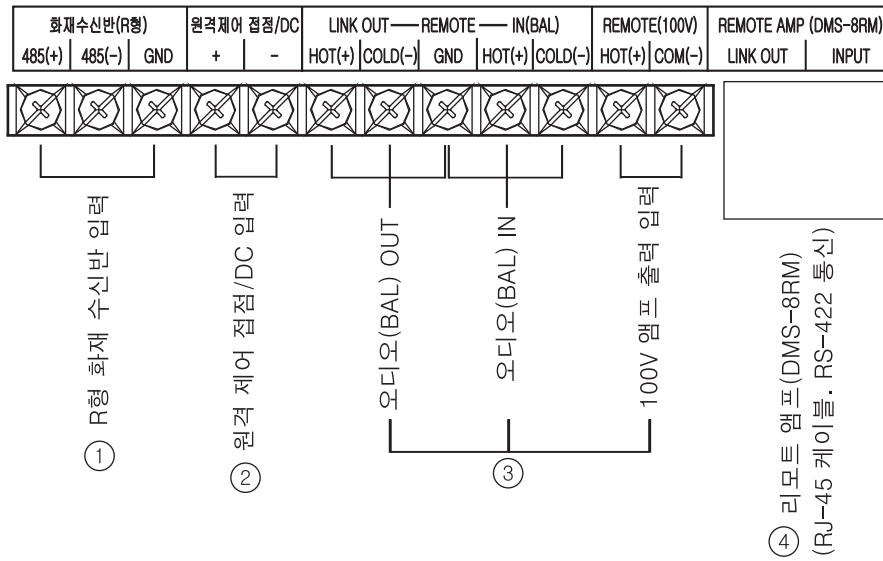 화재수신반(R형) 원격제어 접점/DC LINK OUT REMOTE IN(BAL) REMOTE(100V) REMOTE AMP (DMS-8RM)
485(+) 485(-) GND + - HOT(+) COLD(-) GND HOT(+) COLD(-) HOT(+) COM(-) LINK OUT INPUT
① R형 화재 수신반 입력
② 원격 제어 접점/DC 입력
오디오(BAL) OUT
오디오(BAL) IN
100V 앰프 출력 입력
③
④ 리모트 앰프(DMS-8RM)
(RJ-45 케이블. RS-422 통신)